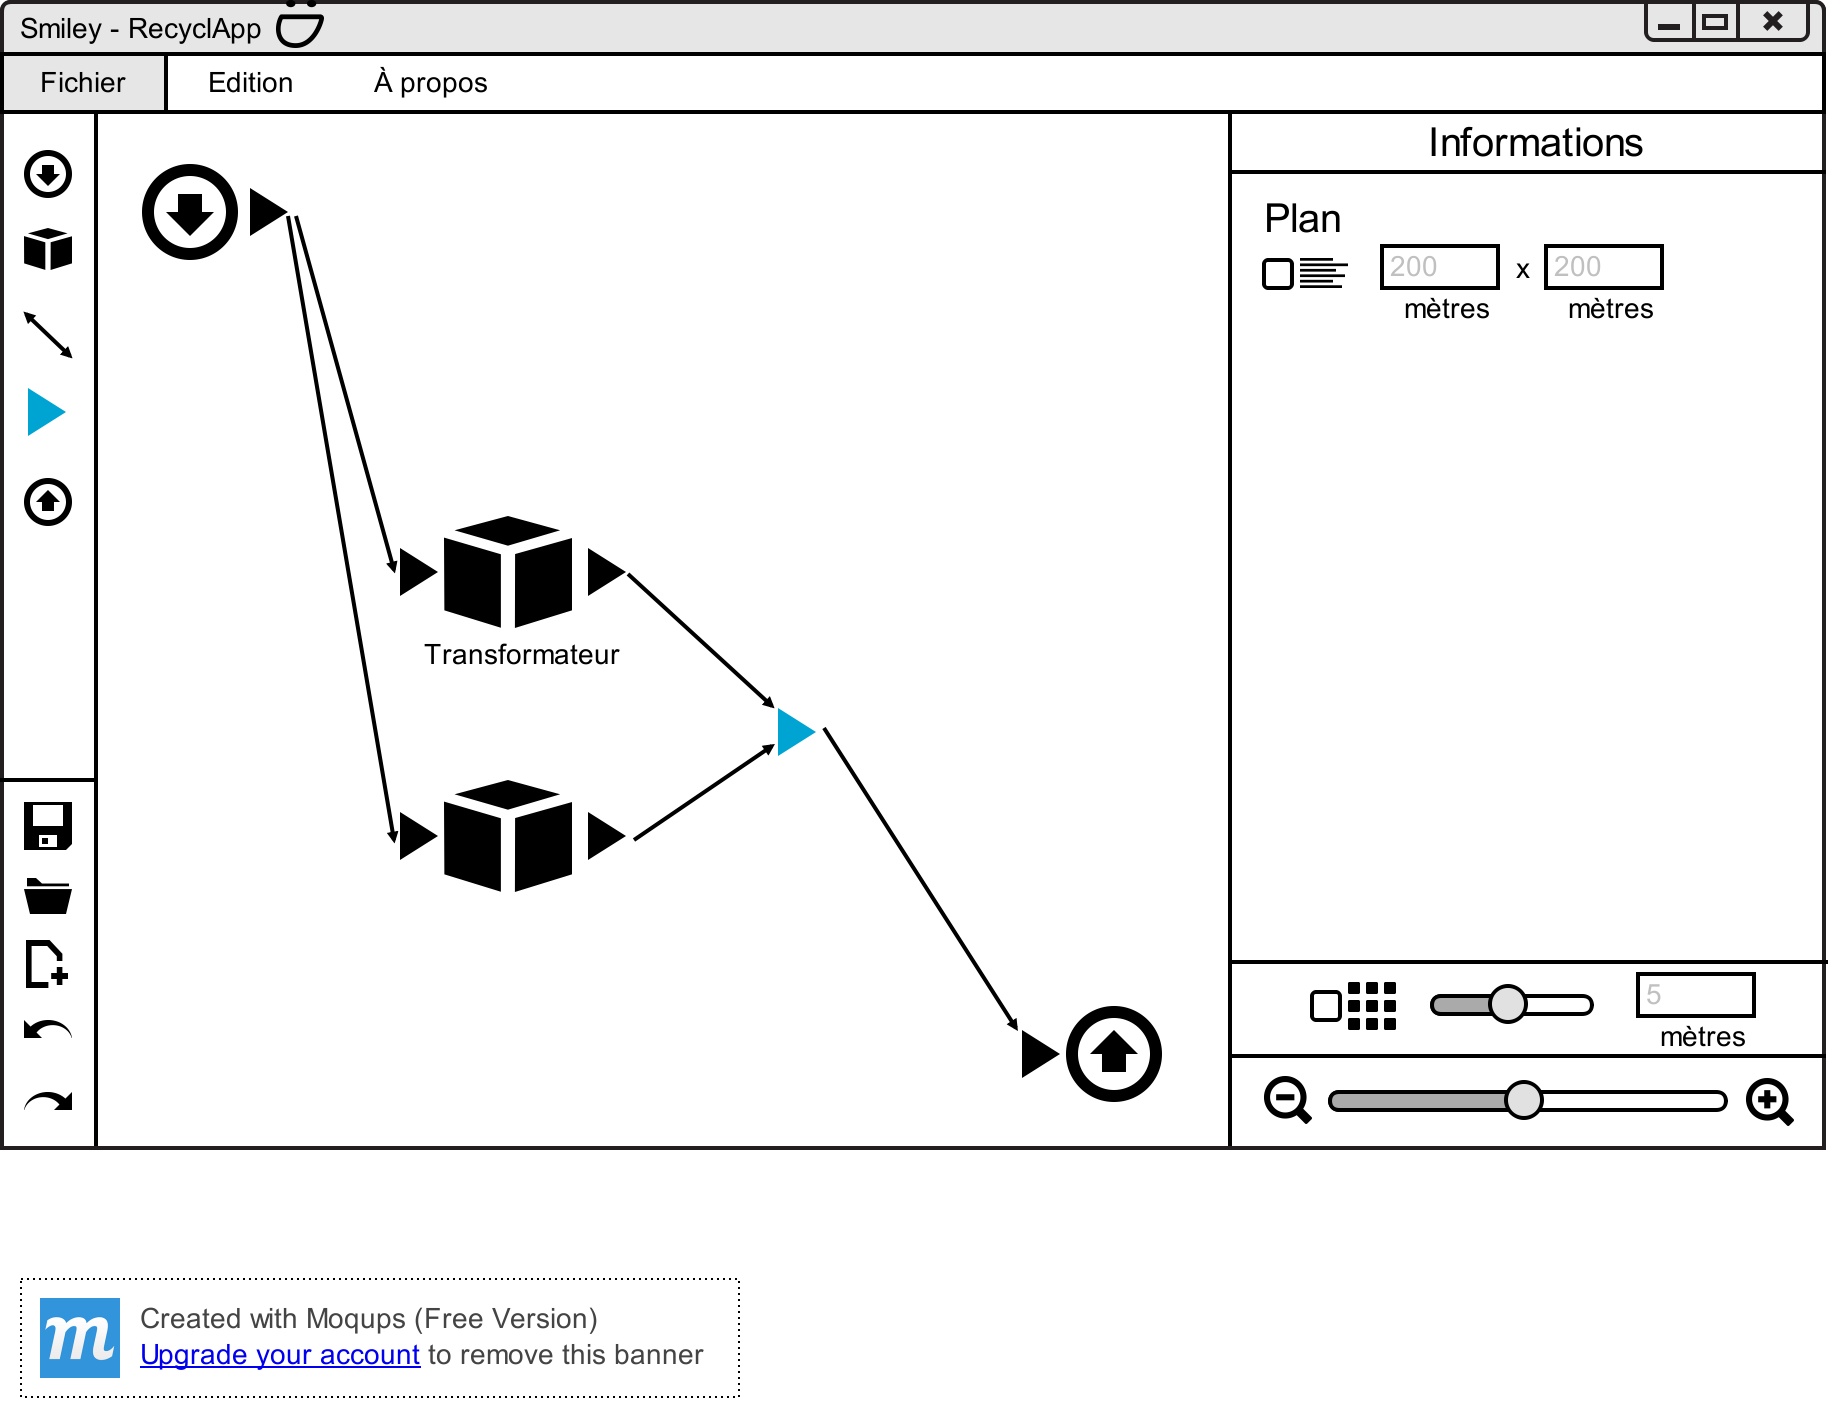 Smiley - RecyclApp
Fichier
Edition
À propos
Informations
Plan
200
x
200
mètres
mètres
Transformateur
5
mètres
m
Created with Moqups (Free Version)
Upgrade your account to remove this banner